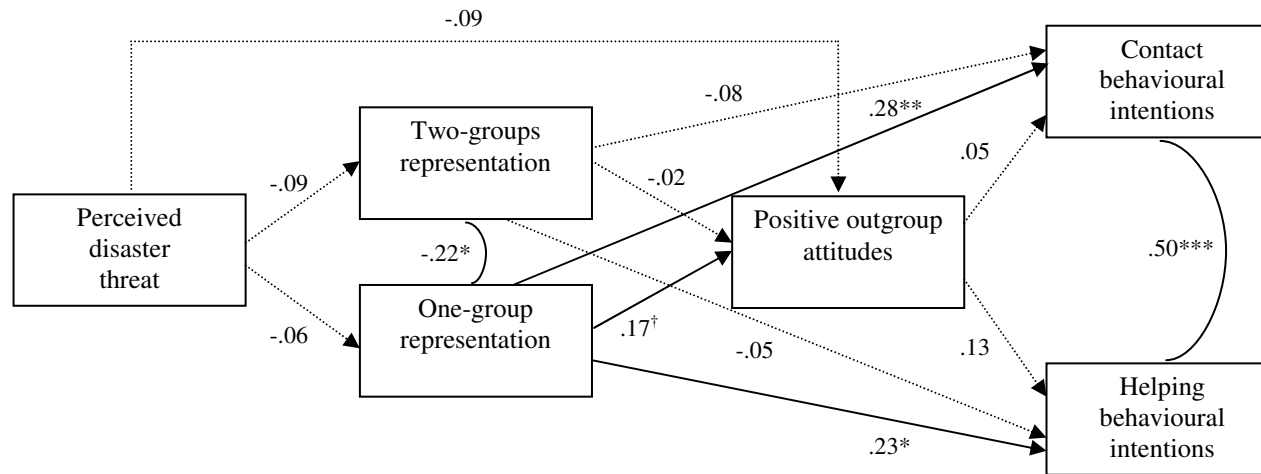 -.09
Contact
behavioural
intentions
-.08
.28**
Two-groups
representation
.05
-.09
-.02
Perceived
disaster
threat
Positive outgroup
attitudes
-.22*
.50***
One-group
representation
-.06
.17†
-.05
.13
Helping
behavioural
intentions
.23*